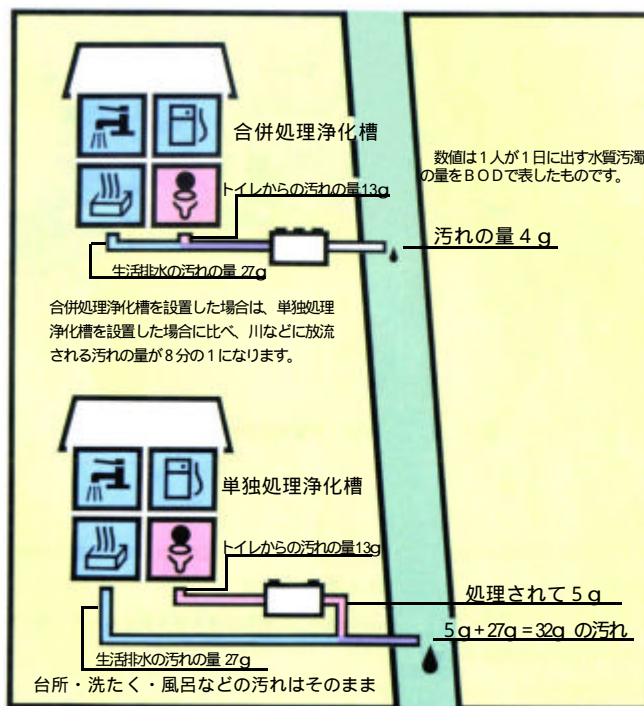 合併処理浄化槽
数値は1人が1日に出す水質汚濁
の量をBODで表したものです。
トイレからの汚れの量13g
汚れの量4g
生活排水の汚れの量 27g
合併処理浄化槽を設置した場合は、単独処理
浄化槽を設置した場合に比べ、川などに放流
される汚れの量が8分の1になります。
単独処理浄化槽
トイレからの汚れの量13g
処理されて5g
5g+27g=32g の汚れ
生活排水の汚れの量 27g
台所・洗たく・風呂などの汚れはそのまま